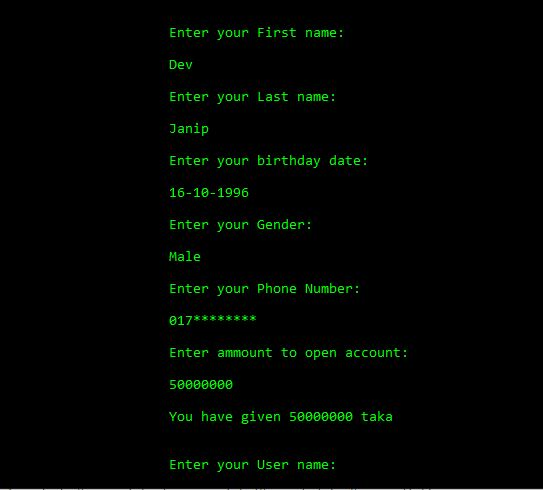 Enter your First name:
Dev
Enter your Last name:
Janip
Enter your birthday date:
16-10-1996
Enter your Gender:
Male
Enter your Phone Number:
017********
Enter ammount to open account:
50000000
You have given 50000000 taka
Enter your User name: